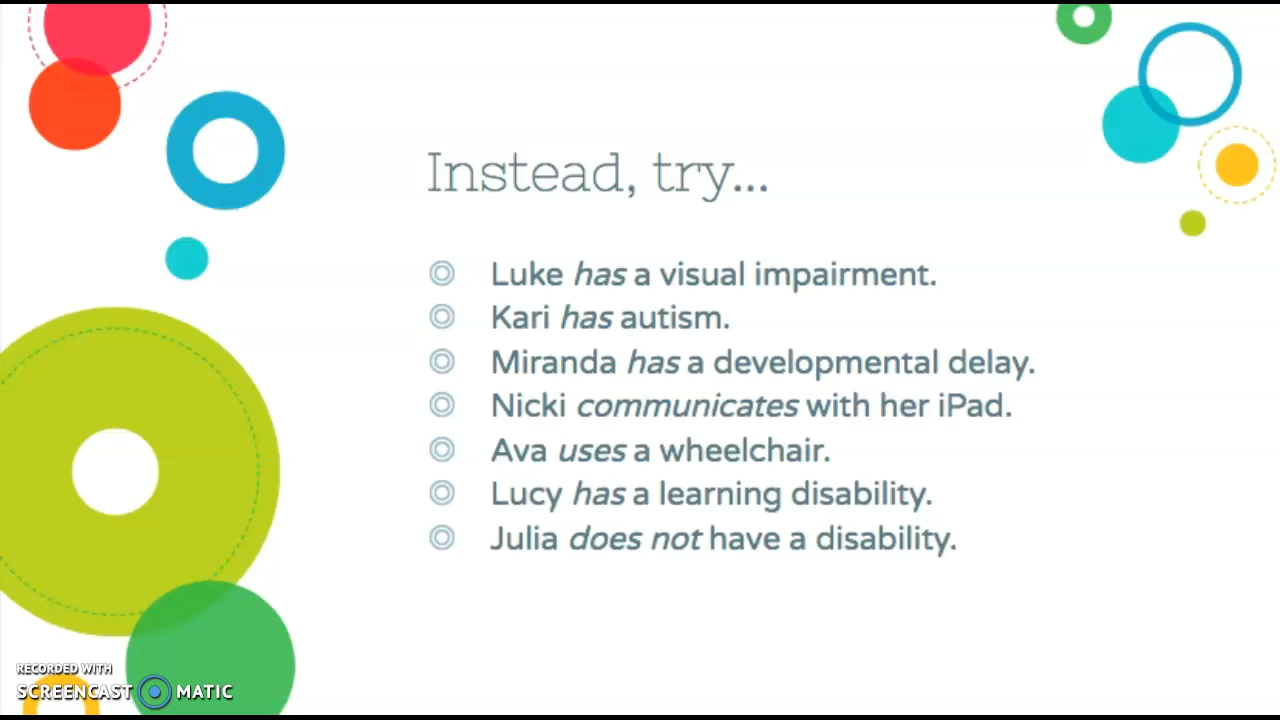 Instead, try...
Luke has a visual impairment.
Kari has autism.
Miranda has a developmental delay.
Nicki communicates with her iPad.
Ava uses a wheelchair.
Lucy has a learning disability.
Julia does not have a disability.
RECORDED WITH
SCREENCAST MATIC